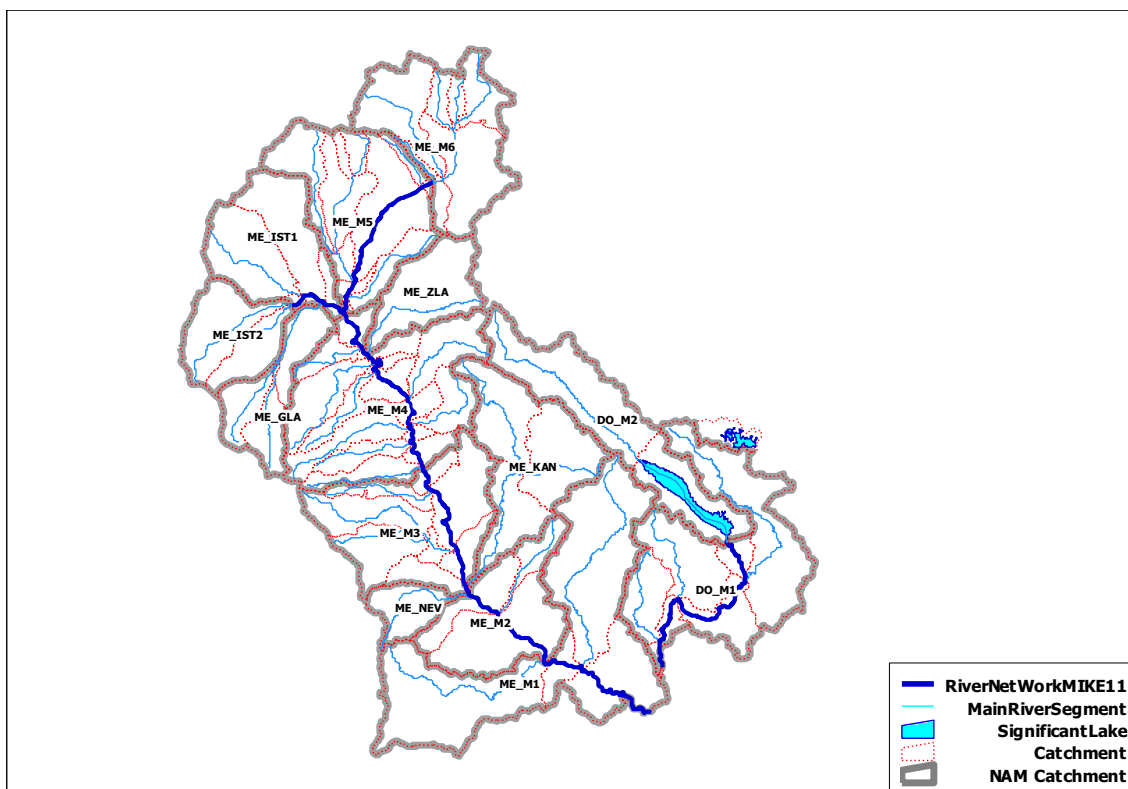 ME_M6
ME_M5
ME_IST1
ME_ZLA
ME_IST2
ME_GLA
ME_M4
DO_M2
ME_KAN
ME_M3
DO_M1
ME_NEV
ME_M2
ME_M1
RiverNetWorkMIKE11
MainRiverSegment
SignificantLake
Catchment
NAM Catchment